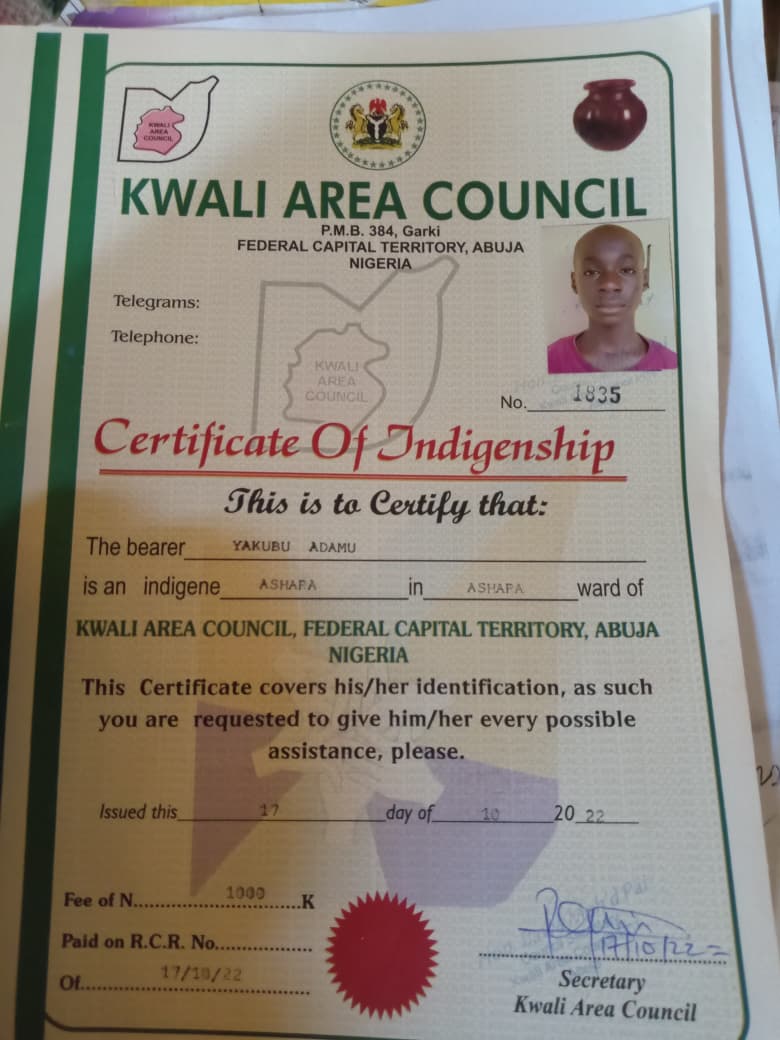 KWALI
AREA
COUNCIL
KWALI AREA COUNCIL
P.M.B. 384, Garki
FEDERAL CAPITAL TERRITORY, ABUJA
NIGERIA
Telegrams:
Telephone:
KWALI
AREA
COUNCIL
No. 1835
Certificate Of Indigenship
This is to Certify that:
The bearer YAKUBU ADAMU
is an indigene ASHARA in ASHARA ward of
KWALI AREA COUNCIL, FEDERAL CAPITAL TERRITORY, ABUJA
NIGERIA
This Certificate covers his/her identification, as such
you are requested to give him/her every possible
assistance, please.
Issued this 17 day of 10 20 22
Fee of N..........1000..........K
Paid on R.C.R. No...............
Of..........17/10/22..........
17/10/22
Secretary
Kwali Area Council